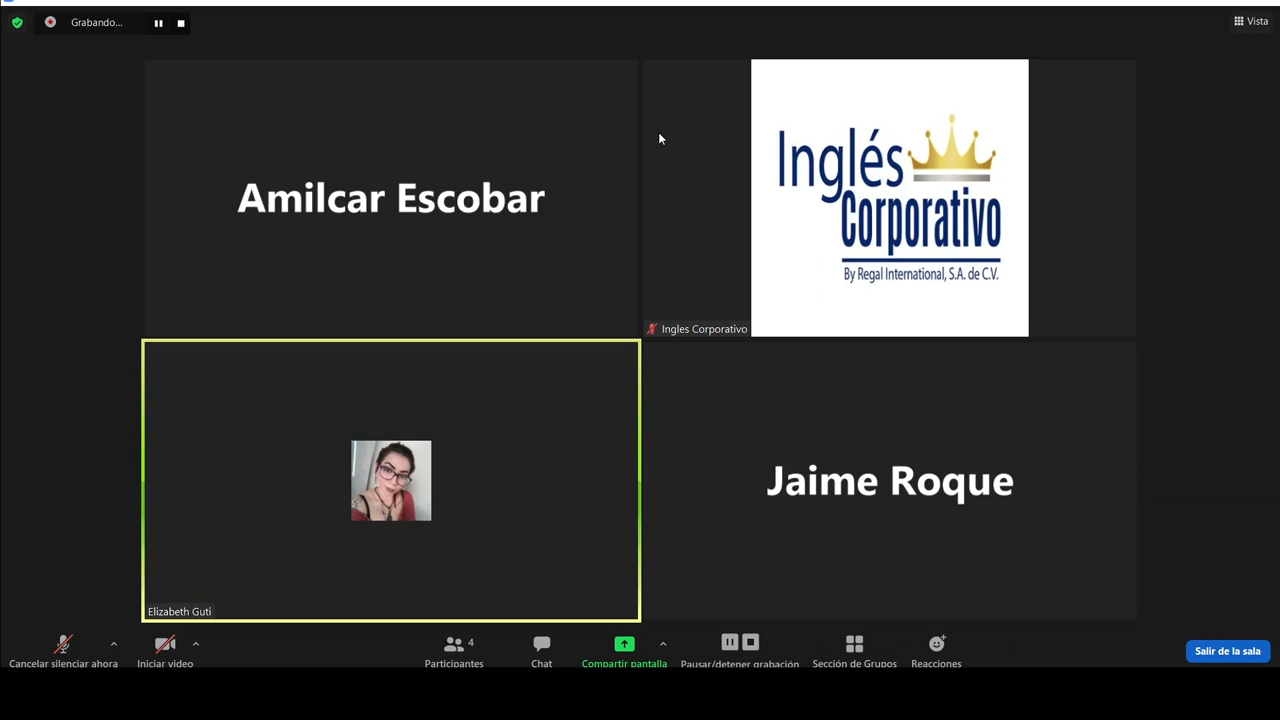 Grabando...
Vista
Amilcar Escobar
Inglés
Corporativo
By Regal International, S.A. de C.V.
Ingles Corporativo
Elizabeth Guti
Jaime Roque
4
Cancelar silenciar ahora
Iniciar video
Participantes
Chat
Compartir pantalla
Pausar/detener grabación
Sección de Grupos
Reacciones
Salir de la sala